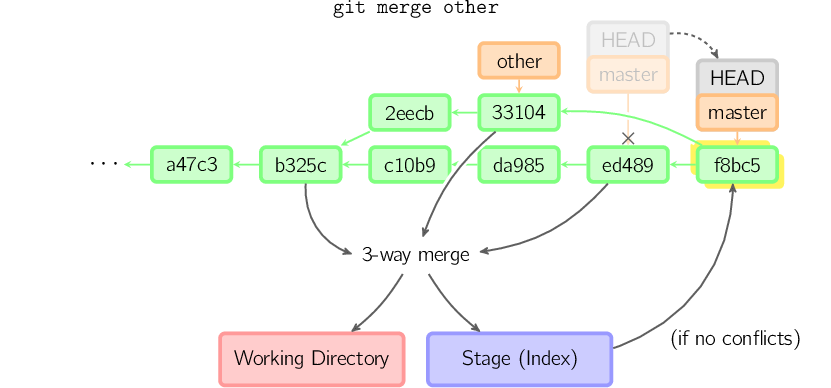 git merge other
HEAD
master
other
HEAD
master
2eecb
33104
... a47c3
b325c
c10b9
da985
ed489
f8bc5
3-way merge
(if no conflicts)
Working Directory
Stage (Index)